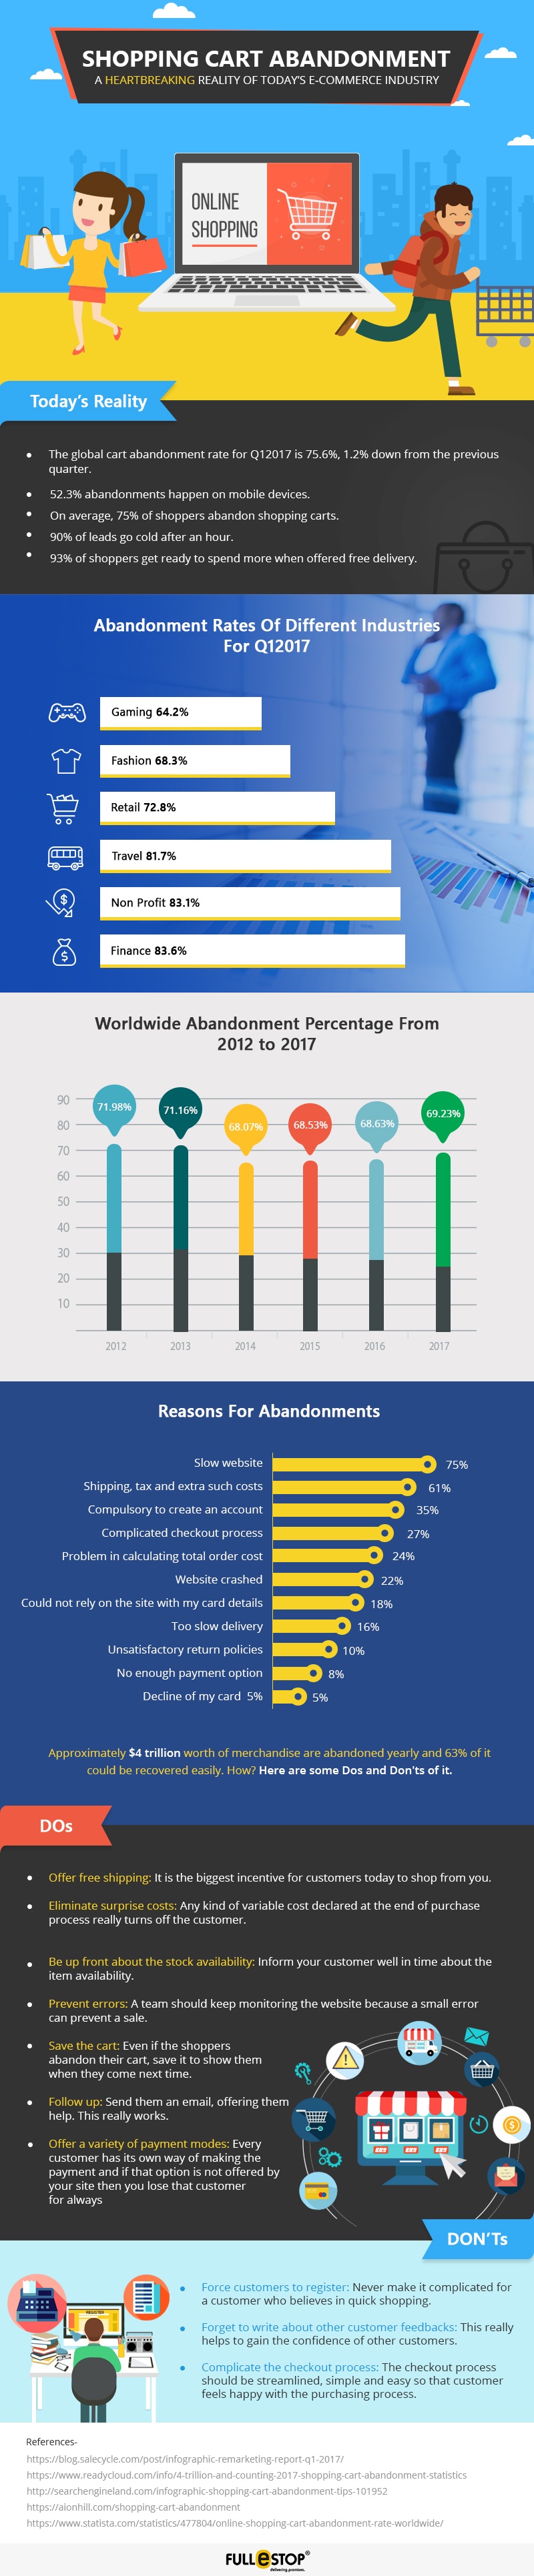 SHOPPING CART ABANDONMENT
A HEARTBREAKING REALITY OF TODAY'S E-COMMERCE INDUSTRY
ONLINE
SHOPPING
Today's Reality
The global cart abandonment rate for Q12017 is 75.6%, 1.2% down from the previous
quarter.
52.3% abandonments happen on mobile devices.
On average, 75% of shoppers abandon shopping carts.
90% of leads go cold after an hour.
93% of shoppers get ready to spend more when offered free delivery.
Abandonment Rates Of Different Industries
For Q12017
Gaming 64.2%
Fashion 68.3%
Retail 72.8%
Travel 81.7%
Non Profit 83.1%
Finance 83.6%
Worldwide Abandonment Percentage From
2012 to 2017
90
80
70
60
50
40
30
20
10
71.98%
71.16%
68.07%
68.53%
68.63%
69.23%
2012
2013
2014
2015
2016
2017
Reasons For Abandonments
Slow website 75%
Shipping, tax and extra such costs 61%
Compulsory to create an account 35%
Complicated checkout process 27%
Problem in calculating total order cost 24%
Website crashed 22%
Could not rely on the site with my card details 18%
Too slow delivery 16%
Unsatisfactory return policies 10%
No enough payment option 8%
Decline of my card 5% 5%
Approximately $4 trillion worth of merchandise are abandoned yearly and 63% of it
could be recovered easily. How? Here are some Dos and Don'ts of it.
DOs
Offer free shipping: It is the biggest incentive for customers today to shop from you.
Eliminate surprise costs: Any kind of variable cost declared at the end of purchase
process really turns off the customer.
Be up front about the stock availability: Inform your customer well in time about the
item availability.
Prevent errors: A team should keep monitoring the website because a small error
can prevent a sale.
Save the cart: Even if the shoppers
abandon their cart, save it to show them
when they come next time.
Follow up: Send them an email, offering them
help. This really works.
Offer a variety of payment modes: Every
customer has its own way of making the
payment and if that option is not offered by
your site then you lose that customer
for always
DON'Ts
REGISTER
Force customers to register: Never make it complicated for
a customer who believes in quick shopping.
Forget to write about other customer feedbacks: This really
helps to gain the confidence of other customers.
Complicate the checkout process: The checkout process
should be streamlined, simple and easy so that customer
feels happy with the purchasing process.
References-
https://blog.salecycle.com/post/infographic-remarketing-report-q1-2017/
https://www.readycloud.com/info/4-trillion-and-counting-2017-shopping-cart-abandonment-statistics
http://searchengineland.com/infographic-shopping-cart-abandonment-tips-101952
https://aionhill.com/shopping-cart-abandonment
https://www.statista.com/statistics/477804/online-shopping-cart-abandonment-rate-worldwide/
FULLeSTOP®
delivering promises.